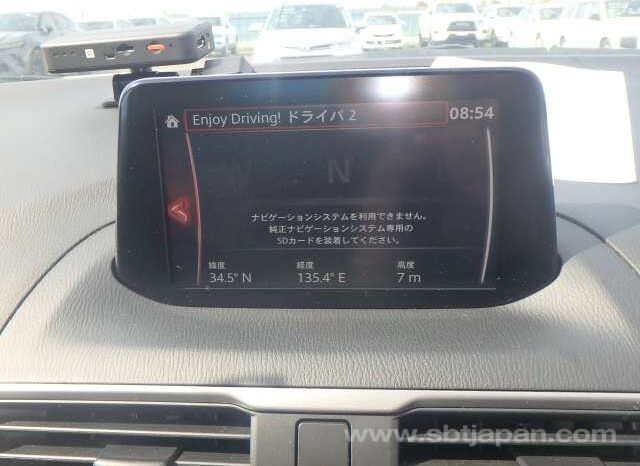 Enjoy Driving! ドライバ 2
08:54
N
ナビゲーションシステムを利用できません。
純正ナビゲーションシステム専用の
SDカードを装着してください。
緯度 経度 高度
34.5° N 135.4° E 7 m
www.sbtjapan.com